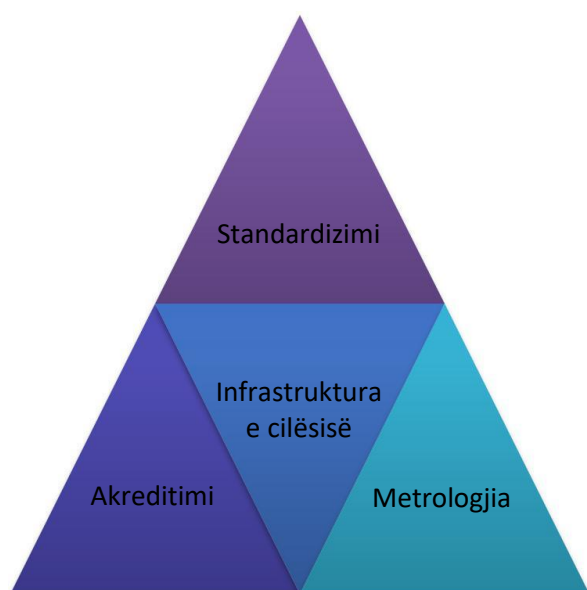 Standardizimi
Infrastruktura
e cilësisë
Akreditimi
Metrologjia